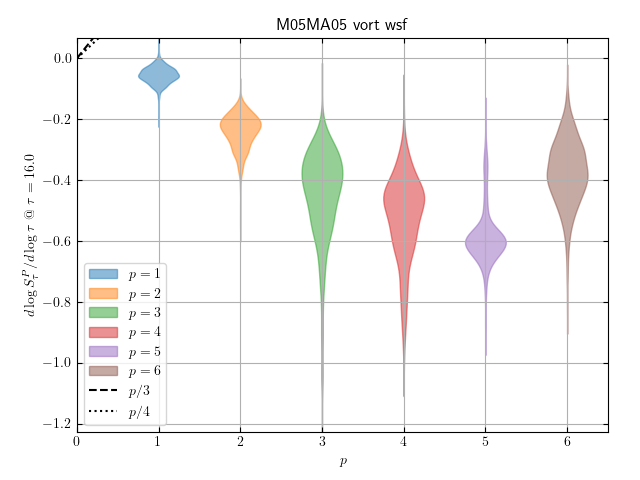 M05MA05 vort wsf
d log S_τ^p / d log τ @ τ = 16.0
0.0
−0.2
−0.4
−0.6
−0.8
−1.0
−1.2
p = 1
p = 2
p = 3
p = 4
p = 5
p = 6
p/3
p/4
0 1 2 3 4 5 6
p